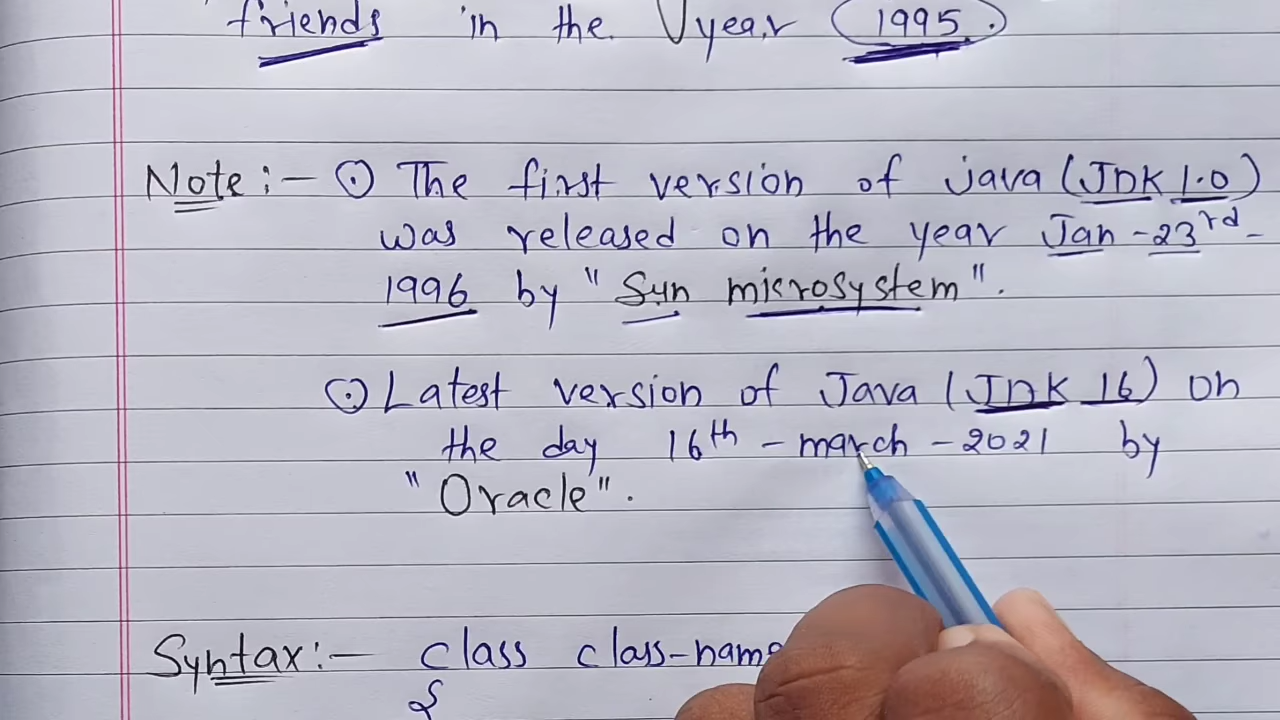 friends in the year 1995.
Note:- ⊙ The first version of java (JDK 1.0)
was released on the year Jan-23rd-
1996 by "Sun microsystem".
⊙ Latest version of Java (JDK 16) on
the day 16th - march - 2021 by
"Oracle".
Syntax:- class class-name
{